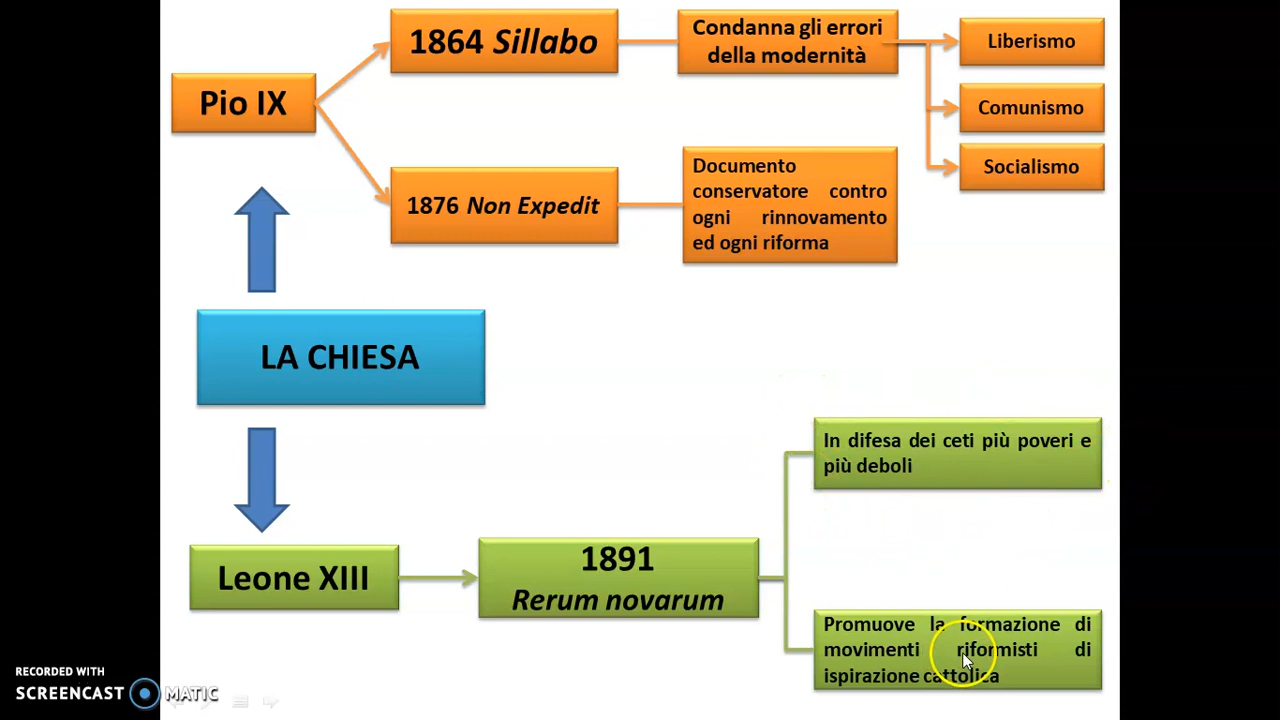 Pio IX
1864 Sillabo
Condanna gli errori
della modernità
Liberismo
Comunismo
Socialismo
1876 Non Expedit
Documento
conservatore contro
ogni rinnovamento
ed ogni riforma
LA CHIESA
Leone XIII
1891
Rerum novarum
In difesa dei ceti più poveri e
più deboli
Promuove la formazione di
movimenti riformisti di
ispirazione cattolica
RECORDED WITH
SCREENCAST MATIC